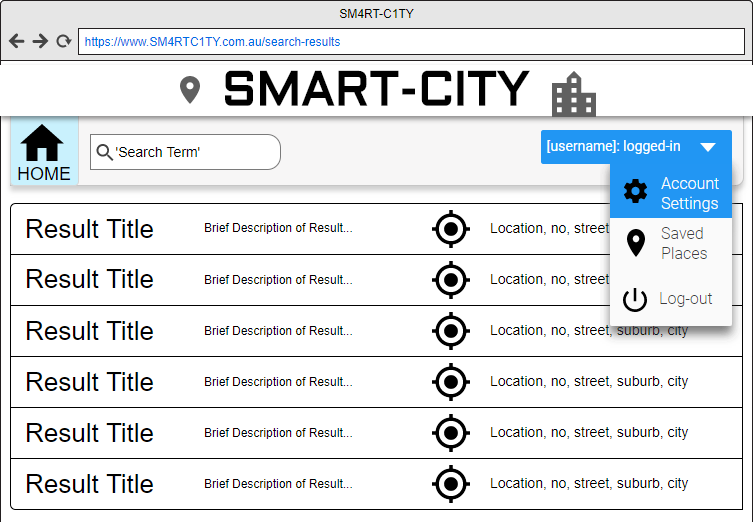 SM4RT-C1TY
https://www.SM4RTC1TY.com.au/search-results
SMART-CITY
HOME
'Search Term'
[username]: logged-in
Account
Settings
Saved
Places
Log-out
Result Title Brief Description of Result... Location, no, street,
Result Title Brief Description of Result... Location, no, street,
Result Title Brief Description of Result... Location, no, street, suburb, city
Result Title Brief Description of Result... Location, no, street, suburb, city
Result Title Brief Description of Result... Location, no, street, suburb, city
Result Title Brief Description of Result... Location, no, street, suburb, city